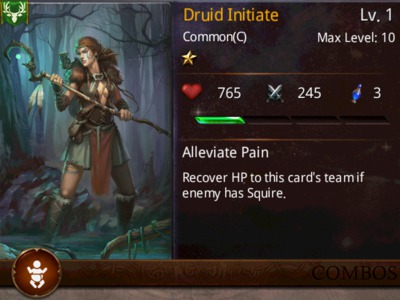 Druid Initiate Lv. 1
Common(C) Max Level: 10
765 245 3
Alleviate Pain
Recover HP to this card's team if
enemy has Squire.
COMBOS